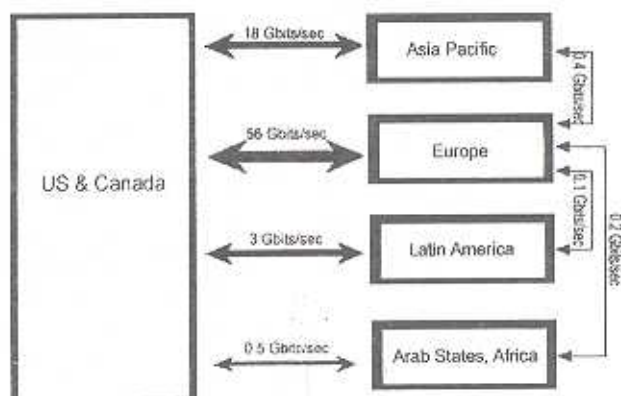 18 Gbits/sec
Asia Pacific
0.4 Gbits/sec
56 Gbits/sec
Europe
US & Canada
0.1 Gbits/sec
0.2 Gbits/sec
3 Gbits/sec
Latin America
0.5 Gbits/sec
Arab States, Africa